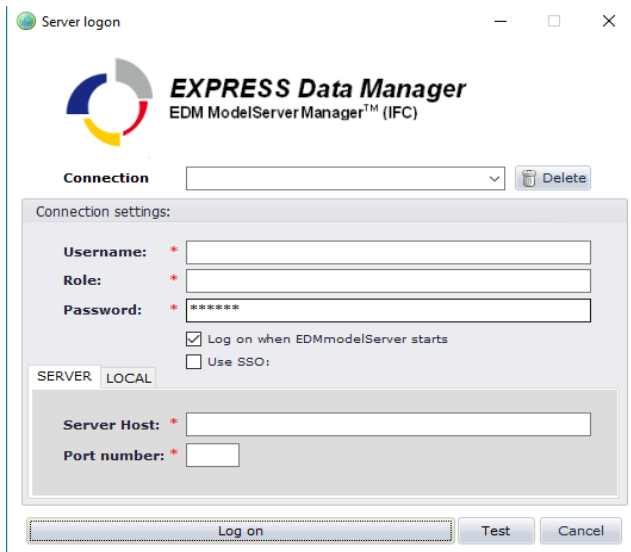 Server logon
EXPRESS Data Manager
EDM ModelServerManager™ (IFC)
Connection
Delete
Connection settings:
Username: *
Role: *
Password: * ******
Log on when EDMmodelServer starts
Use SSO:
SERVER LOCAL
Server Host: *
Port number: *
Log on Test Cancel